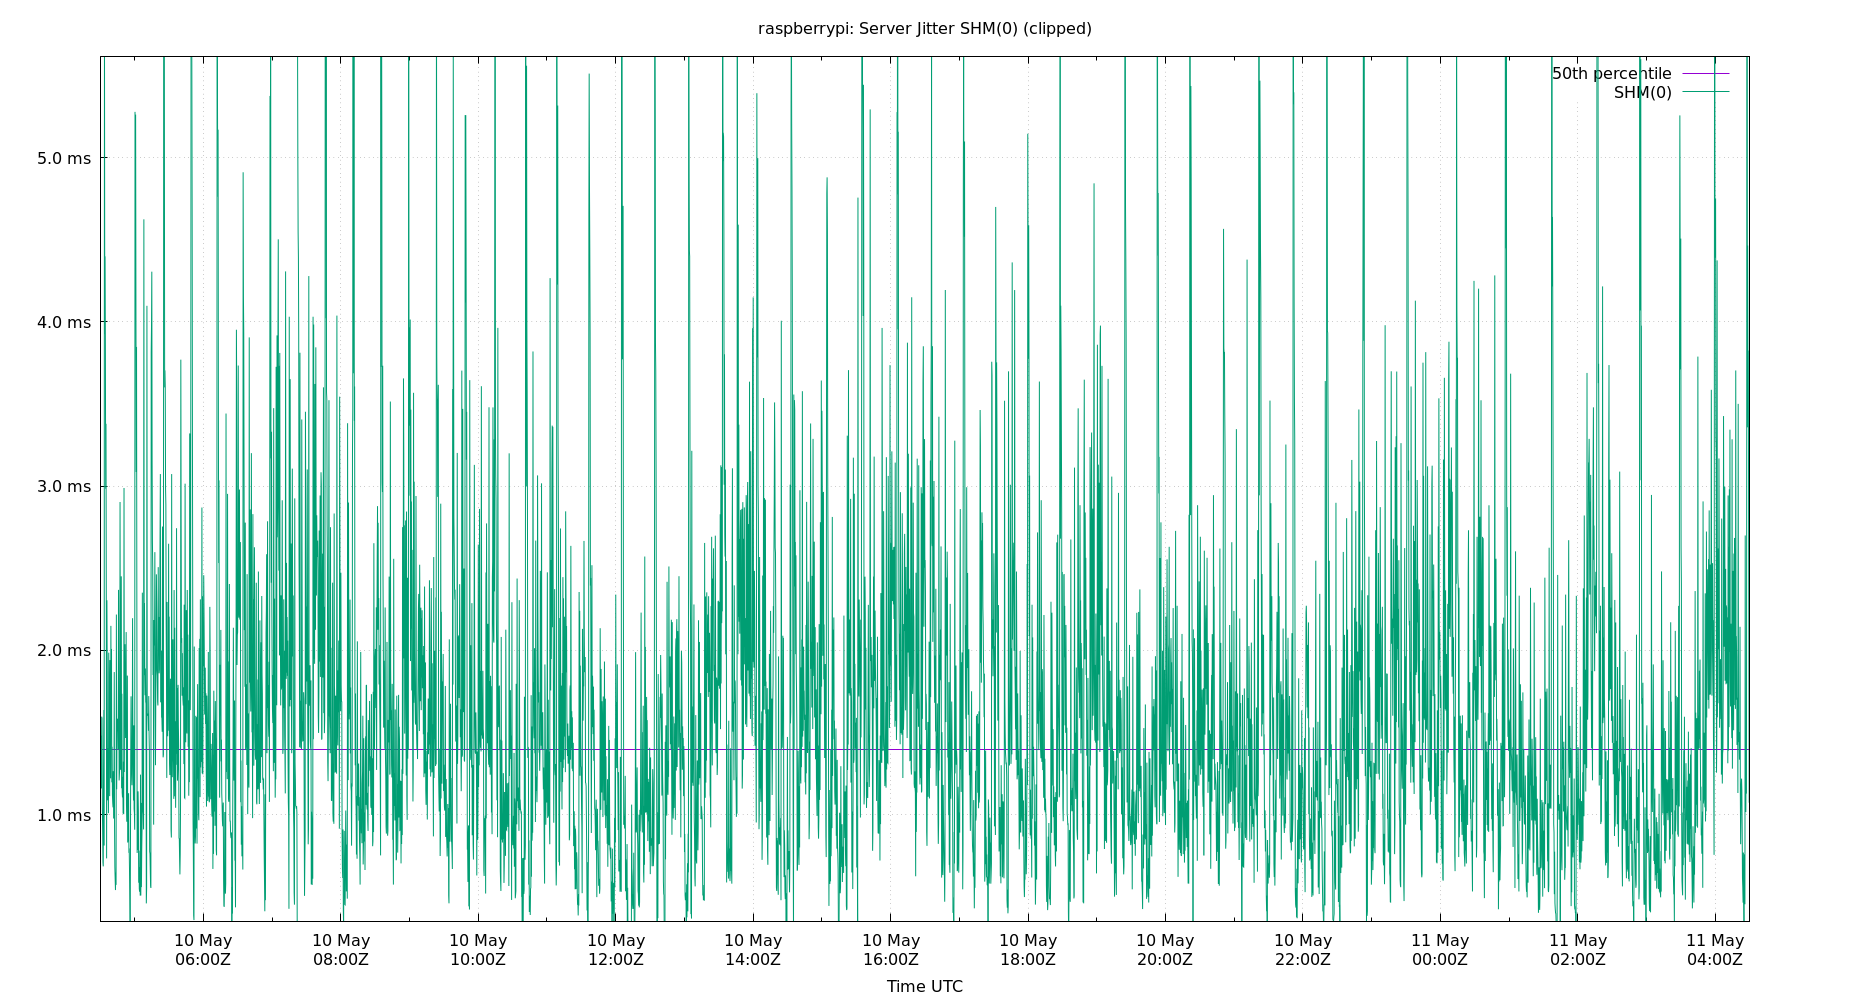 raspberrypi: Server Jitter SHM(0) (clipped)
50th percentile
SHM(0)
5.0 ms
4.0 ms
3.0 ms
2.0 ms
1.0 ms
10 May 10 May 10 May 10 May 10 May 10 May 10 May 10 May 10 May 11 May 11 May 11 May
06:00Z 08:00Z 10:00Z 12:00Z 14:00Z 16:00Z 18:00Z 20:00Z 22:00Z 00:00Z 02:00Z 04:00Z
Time UTC